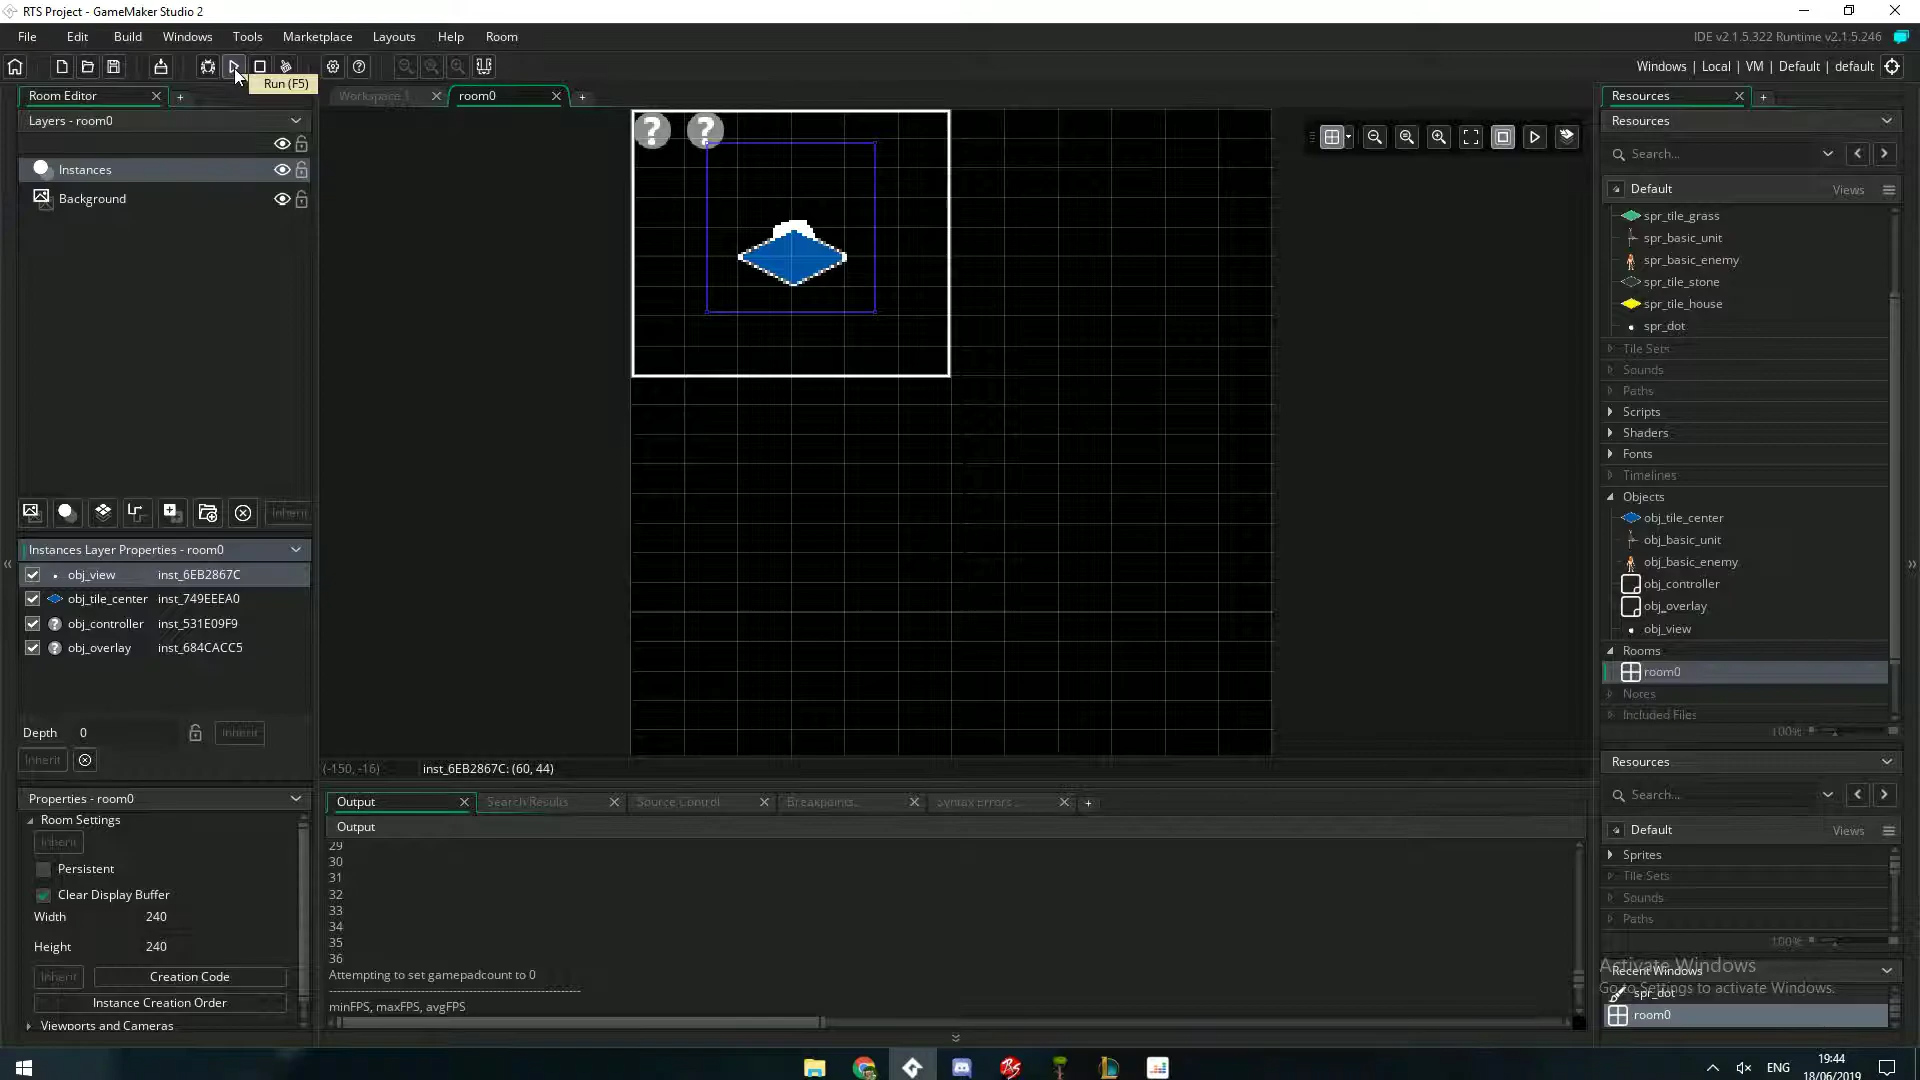 RTS Project - GameMaker Studio 2
File Edit Build Windows Tools Marketplace Layouts Help Room
IDE v2.1.5.322 Runtime v2.1.5.246
Windows | Local | VM | Default | default
Run (F5)
Room Editor
Layers - room0
Instances
Background
Instances Layer Properties - room0
obj_view inst_6EB2867C
obj_tile_center inst_749EEEA0
obj_controller inst_531E09F9
obj_overlay inst_684CACC5
Depth 0
Inherit
Inherit
Inherit
Properties - room0
Room Settings
Inherit
Persistent
Clear Display Buffer
Width 240
Height 240
Inherit
Creation Code
Instance Creation Order
Viewports and Cameras
Workspace 1
room0
? ?
(-150, -16)
inst_6EB2867C: (60, 44)
Output
Search Results
Source Control
Breakpoints...
Syntax Errors...
Output
29
30
31
32
33
34
35
36
Attempting to set gamepadcount to 0
minFPS, maxFPS, avgFPS
Resources
Resources
Search...
Default Views
spr_tile_grass
spr_basic_unit
spr_basic_enemy
spr_tile_stone
spr_tile_house
spr_dot
Tile Sets
Sounds
Paths
Scripts
Shaders
Fonts
Timelines
Objects
obj_tile_center
obj_basic_unit
obj_basic_enemy
obj_controller
obj_overlay
obj_view
Rooms
room0
Notes
Included Files
100%
Resources
Search...
Default Views
Sprites
Tile Sets
Sounds
Paths
100%
Activate Windows
Recent Windows
Go to Settings to activate Windows.
spr_dot
room0
ENG
19:44
18/06/2019